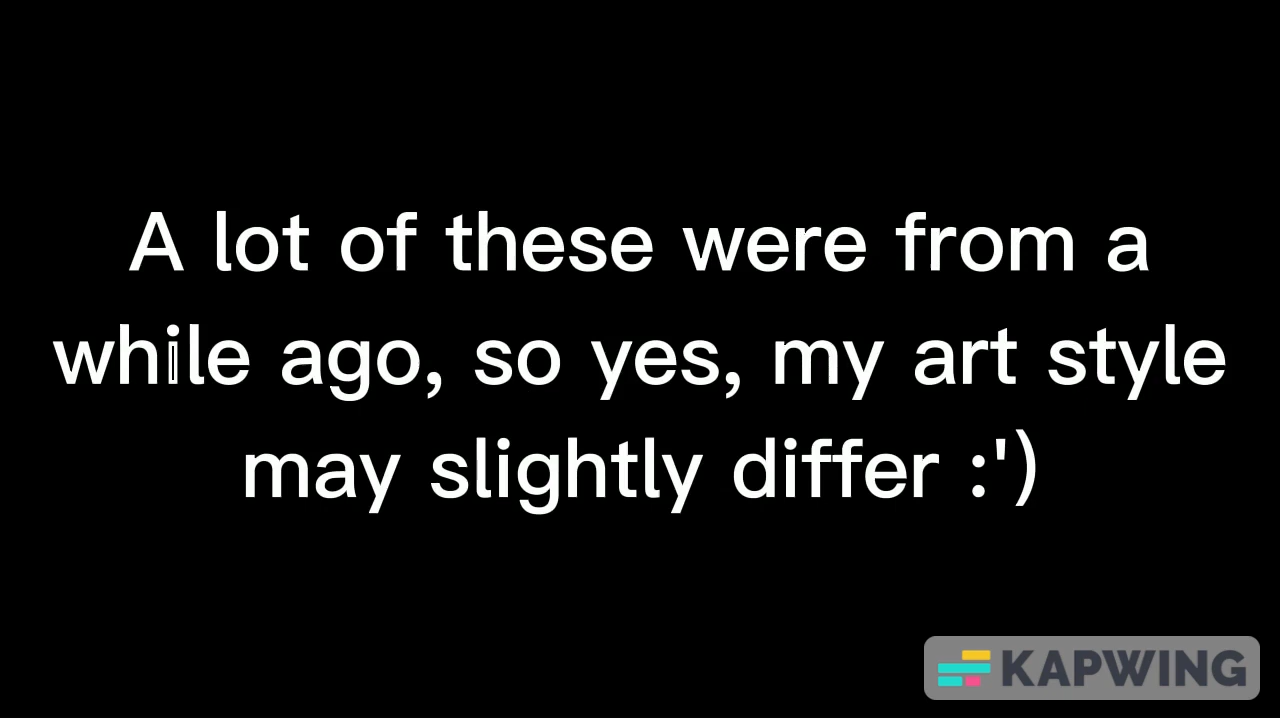 A lot of these were from a
while ago, so yes, my art style
may slightly differ :')
KAPWING